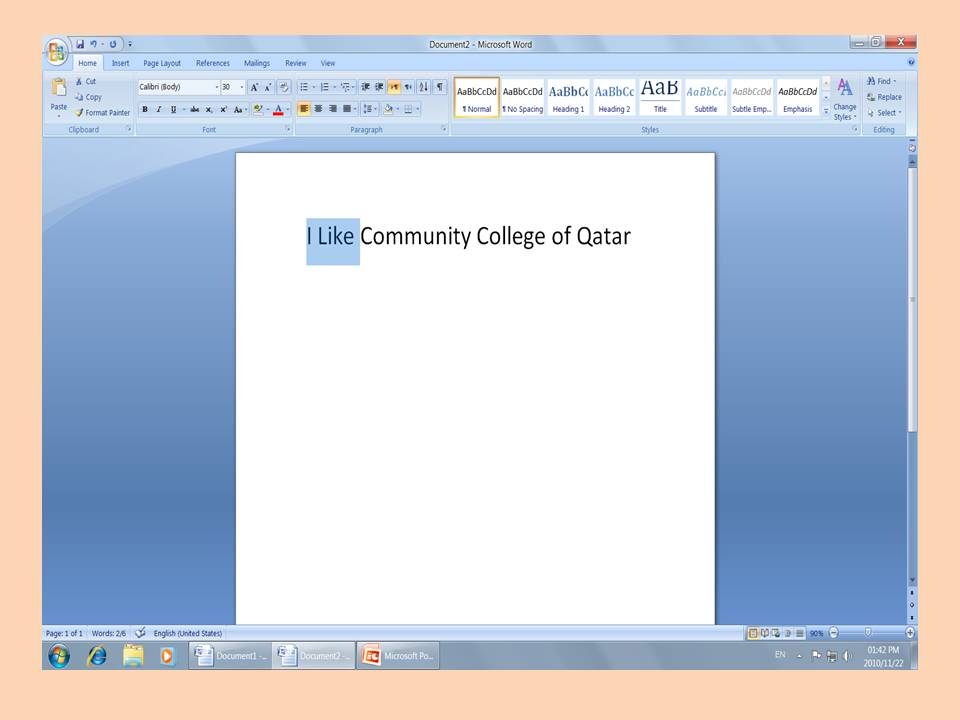 Document2 - Microsoft Word
Home Insert Page Layout References Mailings Review View
Paste
Cut
Copy
Format Painter
Clipboard
Calibri (Body) 30
Font
Paragraph
AaBbCcDd AaBbCcDd AaBbCc AaBbCc AaB AaBbCcI AaBbCcDd AaBbCcDd
¶ Normal ¶ No Spacing Heading 1 Heading 2 Title Subtitle Subtle Emp... Emphasis
Change Styles
Styles
Find
Replace
Select
Editing
I Like Community College of Qatar
Page: 1 of 1 Words: 2/6 English (United States) 90%
Document1 -... Document2 -... Microsoft Po... EN 01:42 PM
2010/11/22